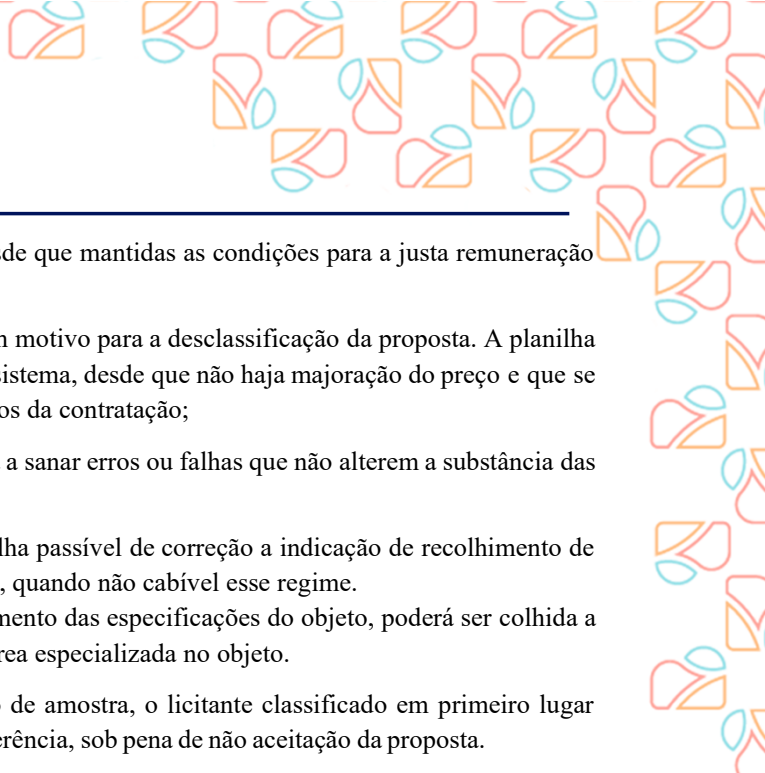 sde que mantidas as condições para a justa remuneração
motivo para a desclassificação da proposta. A planilha
sistema, desde que não haja majoração do preço e que se
os da contratação;
a sanar erros ou falhas que não alterem a substância das
lha passível de correção a indicação de recolhimento de
, quando não cabível esse regime.
mento das especificações do objeto, poderá ser colhida a
rea especializada no objeto.
de amostra, o licitante classificado em primeiro lugar
erência, sob pena de não aceitação da proposta.